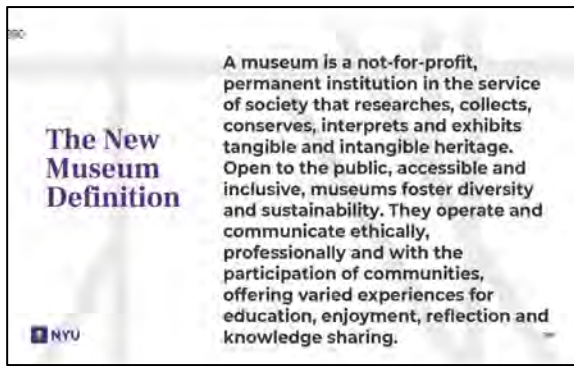 The New
Museum
Definition
A museum is a not-for-profit,
permanent institution in the service
of society that researches, collects,
conserves, interprets and exhibits
tangible and intangible heritage.
Open to the public, accessible and
inclusive, museums foster diversity
and sustainability. They operate and
communicate ethically,
professionally and with the
participation of communities,
offering varied experiences for
education, enjoyment, reflection and
knowledge sharing.
NYU